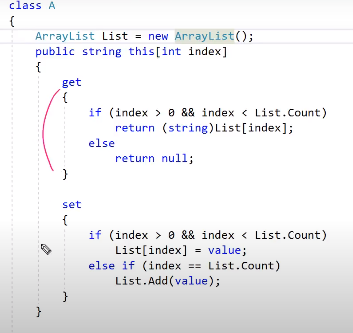 class A
{
ArrayList List = new ArrayList();
public string this[int index]
{
get
{
if (index > 0 && index < List.Count)
return (string)List[index];
else
return null;
}
set
{
if (index > 0 && index < List.Count)
List[index] = value;
else if (index == List.Count)
List.Add(value);
}
}